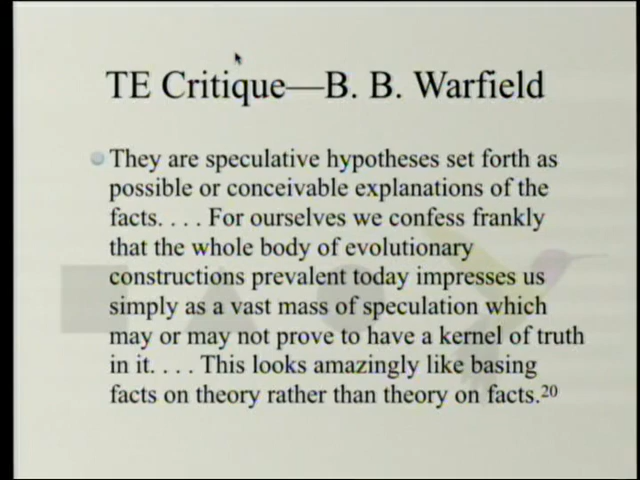 TE Critique—B. B. Warfield
They are speculative hypotheses set forth as
possible or conceivable explanations of the
facts. . . . For ourselves we confess frankly
that the whole body of evolutionary
constructions prevalent today impresses us
simply as a vast mass of speculation which
may or may not prove to have a kernel of truth
in it. . . . This looks amazingly like basing
facts on theory rather than theory on facts.20